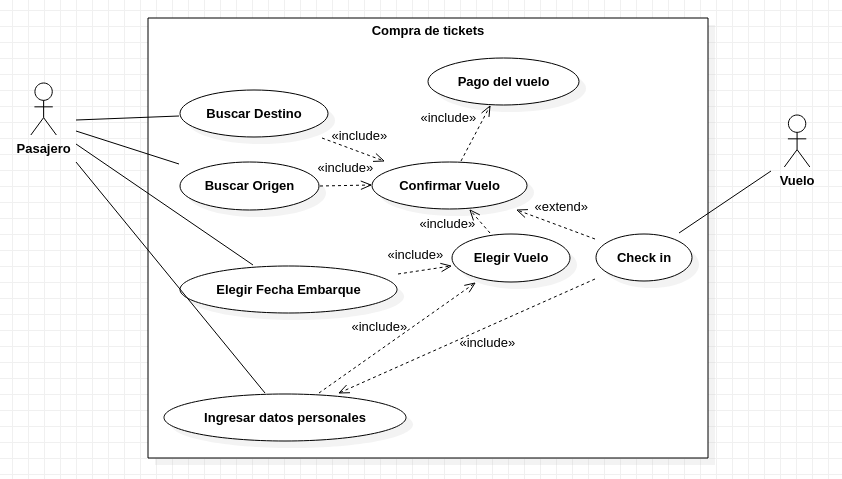 Compra de tickets
Pago del vuelo
Buscar Destino
«include»
«include»
Pasajero
«include»
Buscar Origen
Confirmar Vuelo
Vuelo
«extend»
«include»
«include»
Elegir Vuelo
Check in
Elegir Fecha Embarque
«include»
«include»
Ingresar datos personales